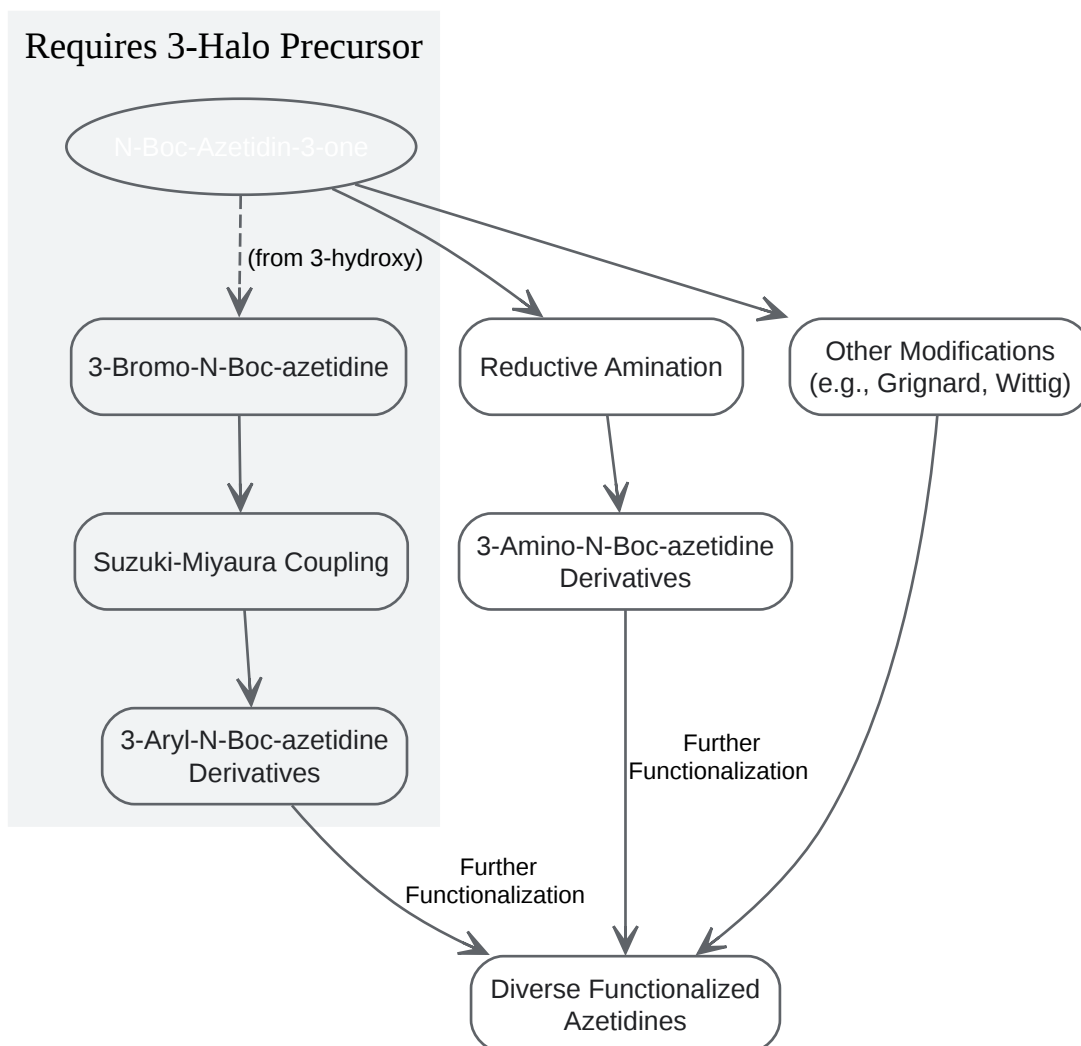 Requires 3-Halo Precursor
N-Boc-Azetidin-3-one
(from 3-hydroxy)
3-Bromo-N-Boc-azetidine
Reductive Amination
Other Modifications
(e.g., Grignard, Wittig)
Suzuki-Miyaura Coupling
3-Amino-N-Boc-azetidine
Derivatives
3-Aryl-N-Boc-azetidine
Derivatives
Further
Functionalization
Further
Functionalization
Diverse Functionalized
Azetidines